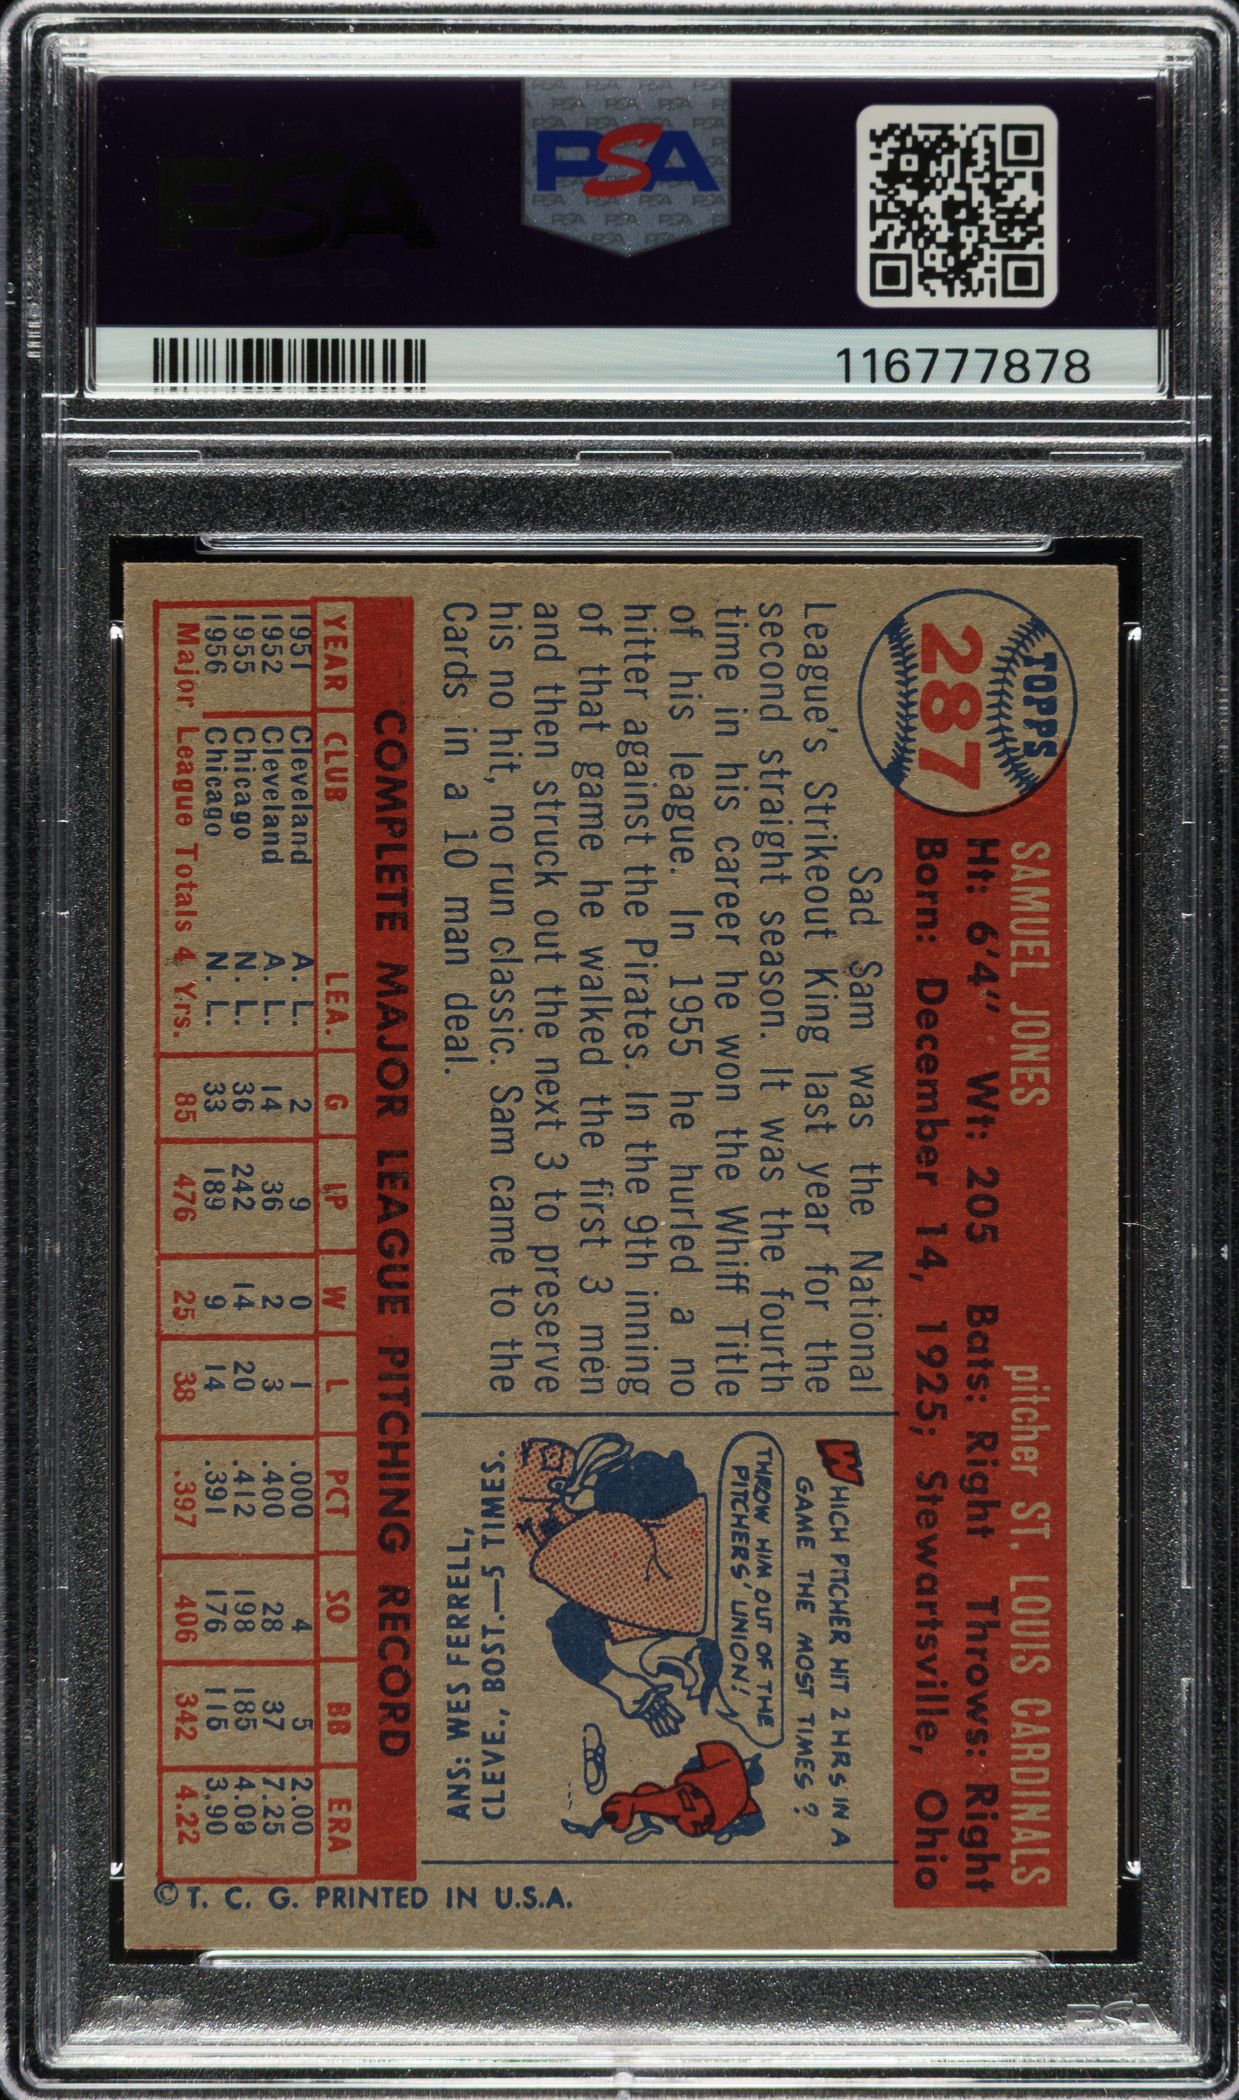 PSA
PSA
116777878
TOPPS
287
SAMUEL JONES pitcher ST. LOUIS CARDINALS
Ht: 6'4" Wt: 205 Bats: Right Throws: Right
Born: December 14, 1925; Stewartsville, Ohio
Sad Sam was the National
League's Strikeout King last year for the
second straight season. It was the fourth
time in his career he won the Whiff Title
of his league. In 1955 he hurled a no
hitter against the Pirates. In the 9th inning
of that game he walked the first 3 men
and then struck out the next 3 to preserve
his no hit, no run classic. Sam came to the
Cards in a 10 man deal.
WHICH PITCHER HIT 2 HRS IN A
GAME THE MOST TIMES?
THROW HIM OUT OF THE
PITCHERS' UNION!
ANS: WES FERRELL,
CLEVE., BOST.—5 TIMES.
COMPLETE MAJOR LEAGUE PITCHING RECORD
YEAR CLUB LEA. G IP W L PCT SO BB ERA
1951 Cleveland A. L. 2 9 0 1 .000 4 5 2.00
1952 Cleveland A. L. 14 36 2 3 .400 28 37 7.25
1955 Chicago N. L. 36 242 14 20 .412 198 185 4.09
1956 Chicago N. L. 33 189 9 14 .391 176 115 3.90
Major League Totals 4 Yrs. 85 476 25 38 .397 406 342 4.22
© T. C. G. PRINTED IN U.S.A.
PSA